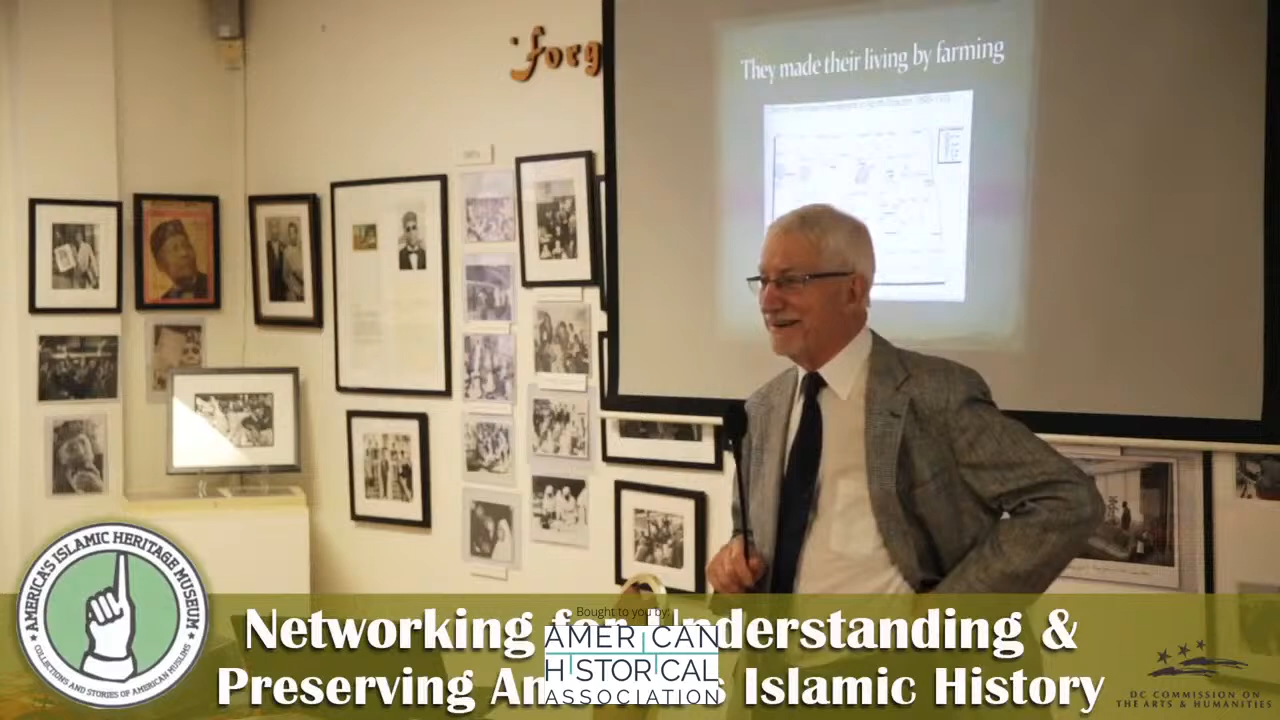 'forg
They made their living by farming
AMERICA'S ISLAMIC HERITAGE MUSEUM
COLLECTIONS AND STORIES OF AMERICAN MUSLIMS
Networking for Understanding &
Preserving Am s Islamic History
Bought to you by:
AMERICAN
HISTORICAL
ASSOCIATION
DC COMMISSION ON
THE ARTS & HUMANITIES